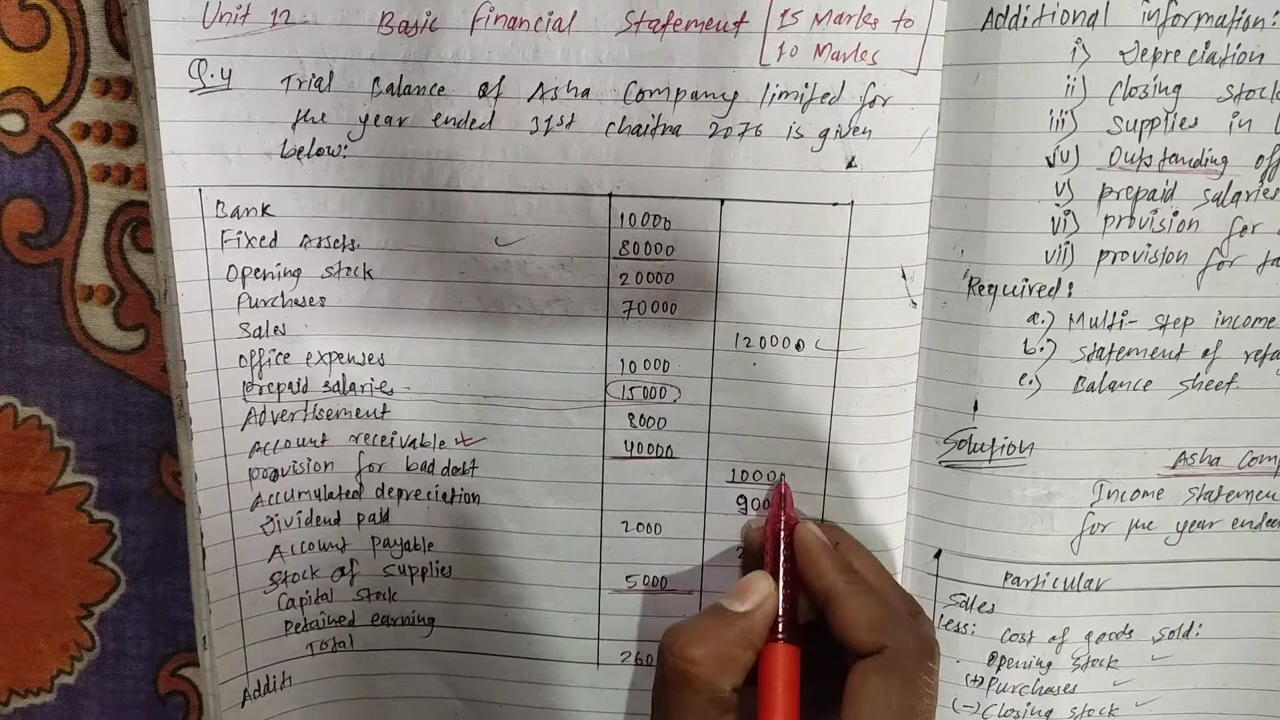 Unit 12. Basic financial Statement [15 Marks to
10 Marks]
Q.4 Trial Balance of Asha Company limited for
the year ended 31st chaitra 2076 is given
below:
Bank 10000
Fixed Assets. 80000
Opening stock 20000
Purchases 70000
Sales 120000
office expenses 10000
prepaid salaries 15000
Advertisement 8000
Account receivable 40000
provision for bad debt 10000
Accumulated depreciation 900
Dividend paid 2000
Account payable
Stock of supplies 5000
Capital stock
Retained earning
Total 260
Additi
Additional information:
i) Depreciation
ii) Closing stock
iii) supplies in
iv) Outstanding of
v) prepaid salaries
vi) provision for
vii) provision for ta
Required:
a.) Multi-step income
b.) statement of reta
c.) Balance sheet.
Solution
Asha Comp
Income Statemen
for the year ende
particular
Sales
less: cost of goods sold:
Opening stock
(+) Purchases
(-) Closing stock